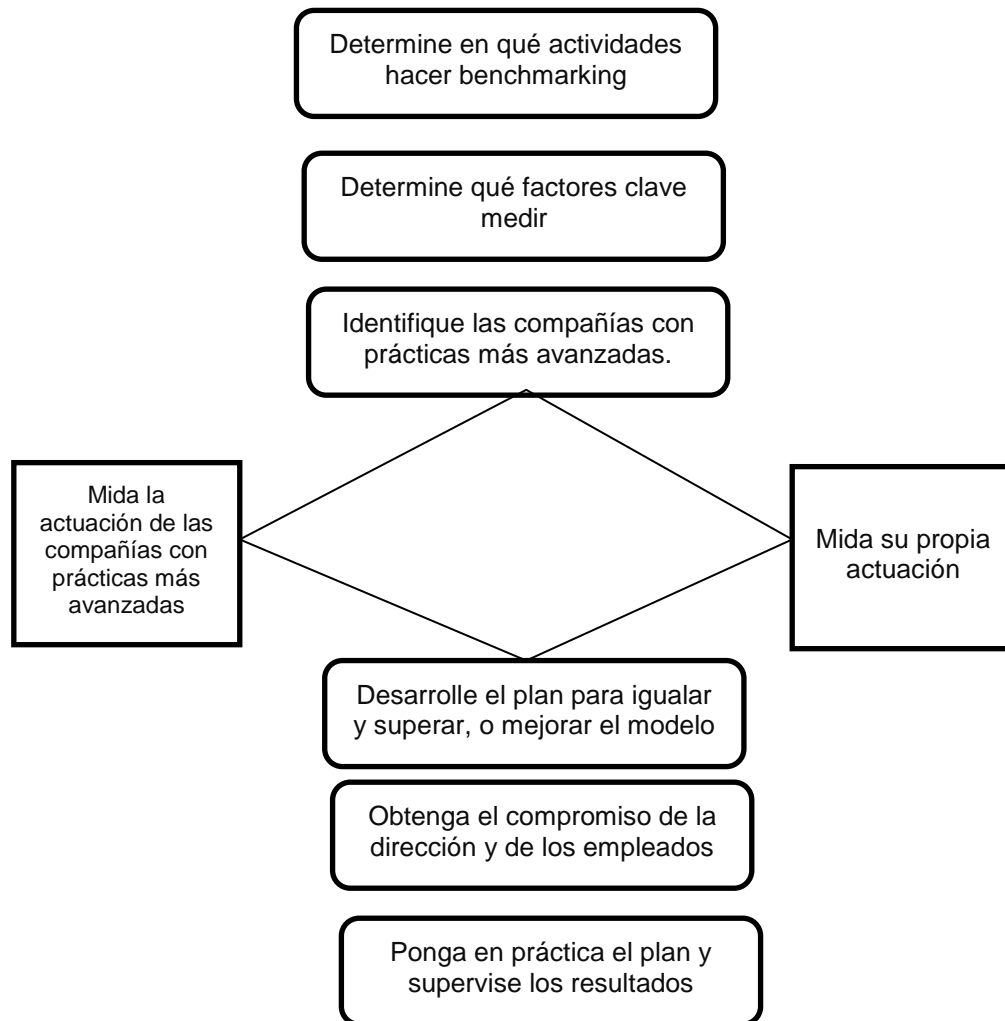 Determine en qué actividades
hacer benchmarking
Determine qué factores clave
medir
Identifique las compañías con
prácticas más avanzadas.
Mida la
actuación de las
compañías con
prácticas más
avanzadas
Mida su propia
actuación
Desarrolle el plan para igualar
y superar, o mejorar el modelo
Obtenga el compromiso de la
dirección y de los empleados
Ponga en práctica el plan y
supervise los resultados